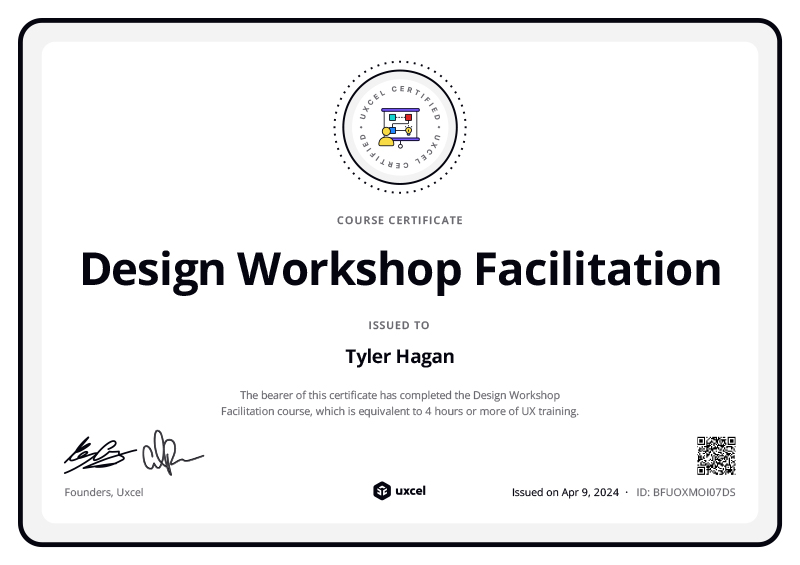 UXCEL CERTIFIED • UXCEL CERTIFIED •
COURSE CERTIFICATE
Design Workshop Facilitation
ISSUED TO
Tyler Hagan
The bearer of this certificate has completed the Design Workshop
Facilitation course, which is equivalent to 4 hours or more of UX training.
Founders, Uxcel
uxcel
Issued on Apr 9, 2024 · ID: BFUOXMOI07DS